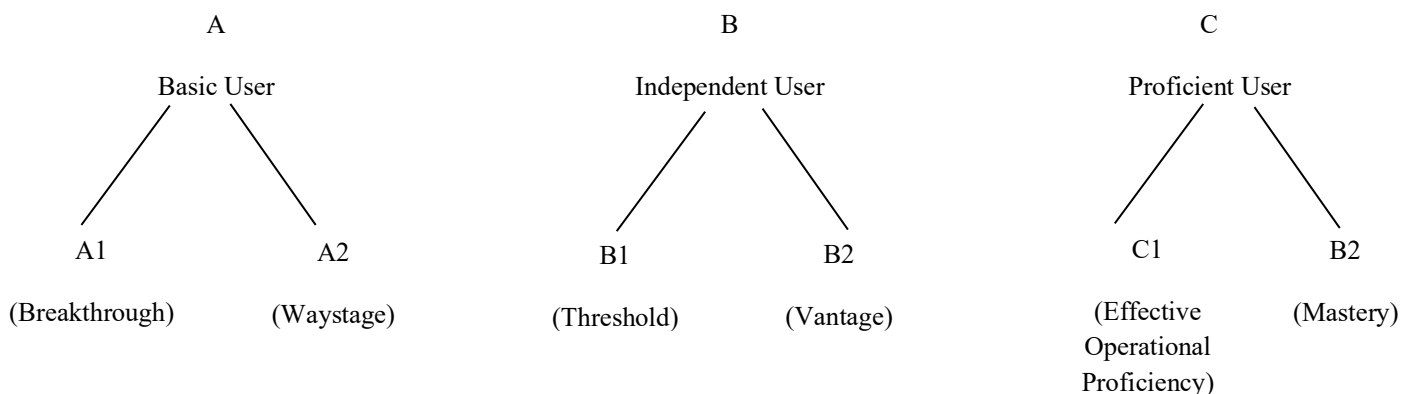 A
B
C
Basic User
Independent User
Proficient User
A1
A2
B1
B2
C1
B2
(Breakthrough)
(Waystage)
(Threshold)
(Vantage)
(Effective
Operational
Proficiency)
(Mastery)